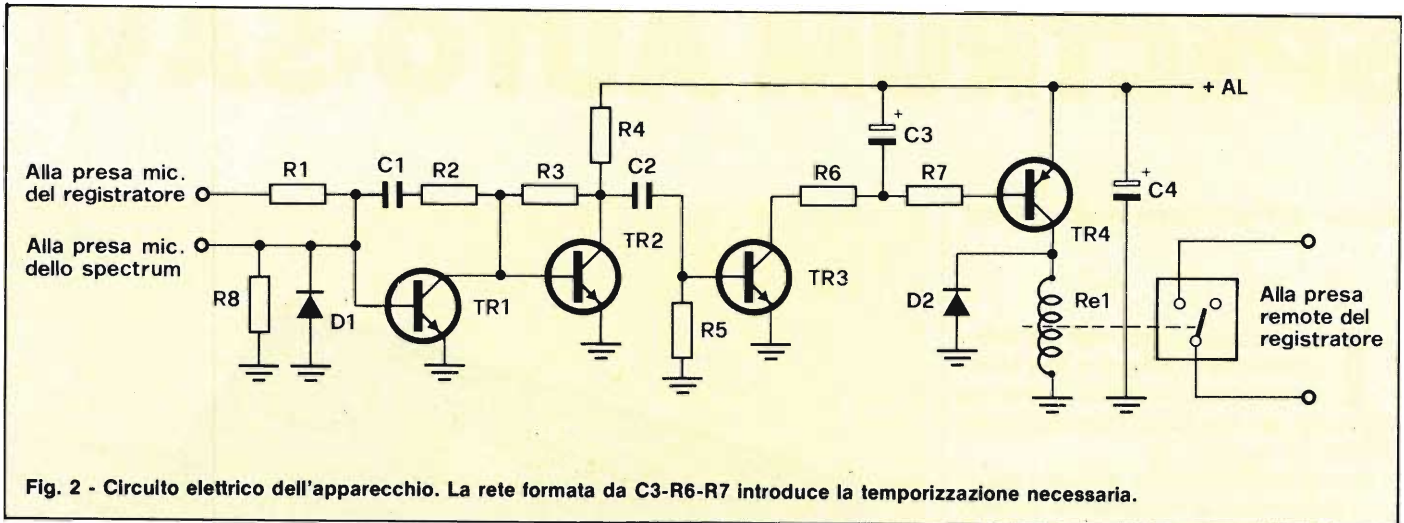 + AL
R4
C3
Alla presa mic.
del registratore
R1
C1
R2
R3
C2
R6
R7
C4
Alla presa mic.
dello spectrum
TR2
TR4
R8
D1
TR1
R5
TR3
D2
Re1
Alla presa
remote del
registratore
Fig. 2 - Circuito elettrico dell'apparecchio. La rete formata da C3-R6-R7 introduce la temporizzazione necessaria.